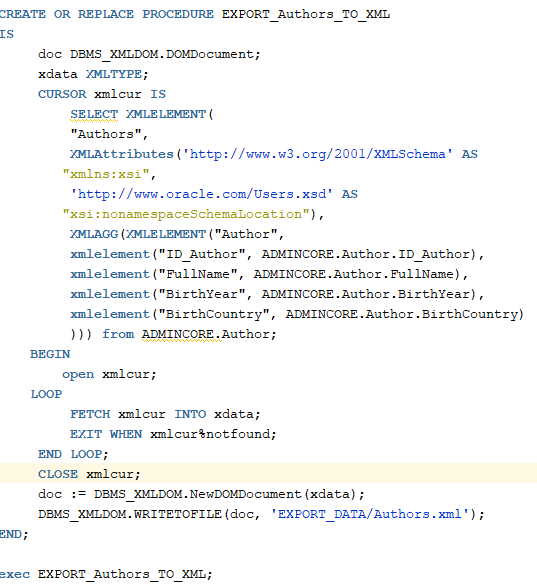 CREATE OR REPLACE PROCEDURE EXPORT_Authors_TO_XML
IS
doc DBMS_XMLDOM.DOMDocument;
xdata XMLTYPE;
CURSOR xmlcur IS
SELECT XMLELEMENT(
"Authors",
XMLAttributes('http://www.w3.org/2001/XMLSchema' AS
"xmlns:xsi",
'http://www.oracle.com/Users.xsd' AS
"xsi:nonamespaceSchemaLocation"),
XMLAGG(XMLELEMENT("Author",
xmlelement("ID_Author", ADMINCORE.Author.ID_Author),
xmlelement("FullName", ADMINCORE.Author.FullName),
xmlelement("BirthYear", ADMINCORE.Author.BirthYear),
xmlelement("BirthCountry", ADMINCORE.Author.BirthCountry)
))) from ADMINCORE.Author;
BEGIN
open xmlcur;
LOOP
FETCH xmlcur INTO xdata;
EXIT WHEN xmlcur%notfound;
END LOOP;
CLOSE xmlcur;
doc := DBMS_XMLDOM.NewDOMDocument(xdata);
DBMS_XMLDOM.WRITETOFILE(doc, 'EXPORT_DATA/Authors.xml');
END;
exec EXPORT_Authors_TO_XML;